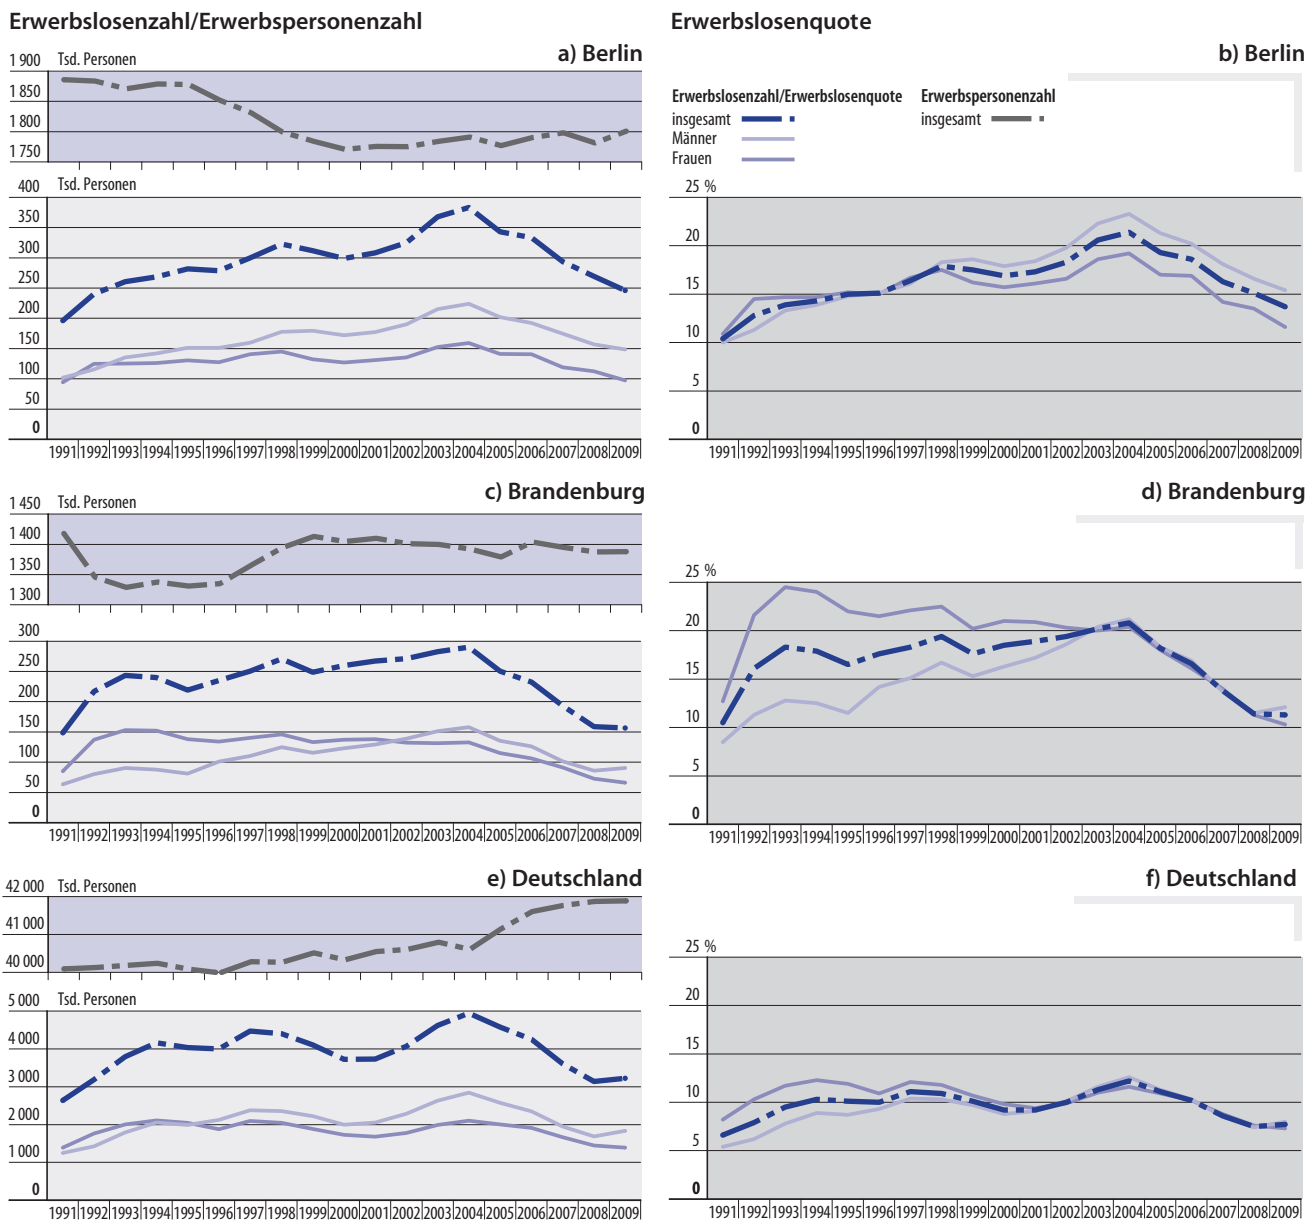 Erwerbslosenzahl/Erwerbspersonenzahl
a) Berlin
1 900 Tsd. Personen
1 850
1 800
1 750
400 Tsd. Personen
350
300
250
200
150
100
50
0
1991 1992 1993 1994 1995 1996 1997 1998 1999 2000 2001 2002 2003 2004 2005 2006 2007 2008 2009
Erwerbslosenquote
b) Berlin
Erwerbslosenzahl/Erwerbslosenquote Erwerbspersonenzahl
insgesamt insgesamt
Männer
Frauen
25 %
20
15
10
5
0
1991 1992 1993 1994 1995 1996 1997 1998 1999 2000 2001 2002 2003 2004 2005 2006 2007 2008 2009
c) Brandenburg
1 450 Tsd. Personen
1 400
1 350
1 300
300
250
200
150
100
50
0
1991 1992 1993 1994 1995 1996 1997 1998 1999 2000 2001 2002 2003 2004 2005 2006 2007 2008 2009
d) Brandenburg
25 %
20
15
10
5
0
1991 1992 1993 1994 1995 1996 1997 1998 1999 2000 2001 2002 2003 2004 2005 2006 2007 2008 2009
e) Deutschland
42 000 Tsd. Personen
41 000
40 000
5 000 Tsd. Personen
4 000
3 000
2 000
1 000
0
1991 1992 1993 1994 1995 1996 1997 1998 1999 2000 2001 2002 2003 2004 2005 2006 2007 2008 2009
f) Deutschland
25 %
20
15
10
5
0
1991 1992 1993 1994 1995 1996 1997 1998 1999 2000 2001 2002 2003 2004 2005 2006 2007 2008 2009